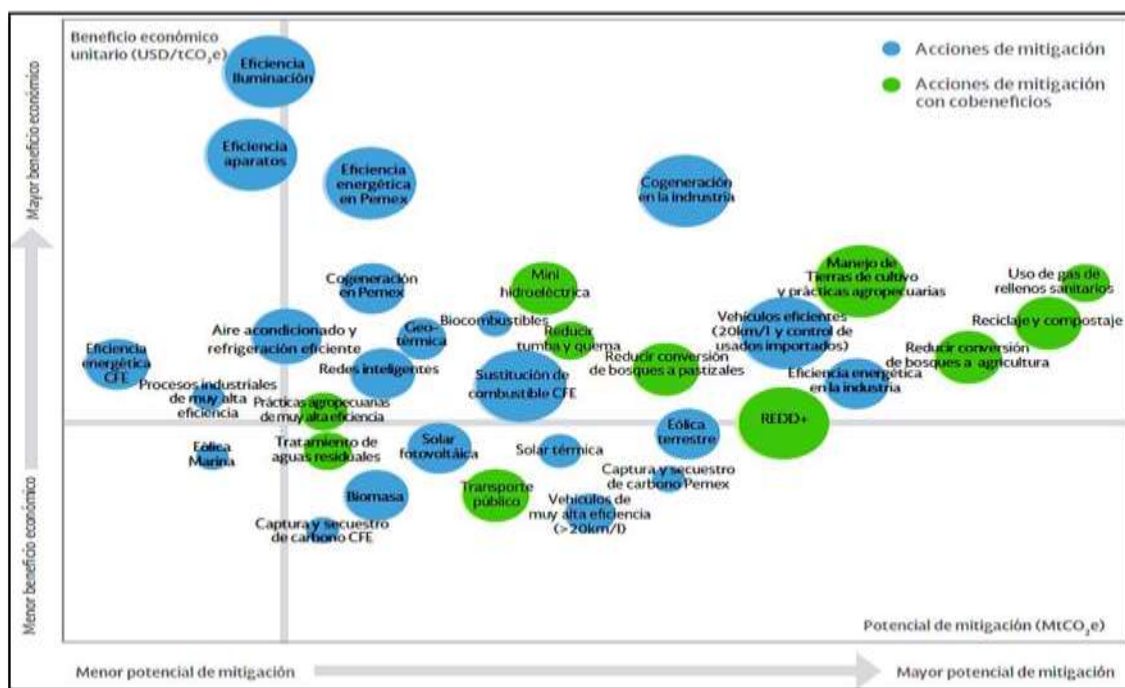 Beneficio económico
unitario (USD/tCO₂e)
Acciones de mitigación
Acciones de mitigación
con cobeneficios
Mayor beneficio económico
Menor beneficio económico
Eficiencia
Iluminación
Eficiencia
aparatos
Eficiencia
energética
en Pemex
Cogeneración
en la indrustria
Cogeneración
en Pemex
Mini
hidroeléctrica
Manejo de
Tierras de cultivo
y prácticas agropecuarias
Uso de gas de
rellenos sanitarios
Reciclaje y compostaje
Aire acondicionado y
refrigeración eficiente
Geo-
térmica
Biocombustibles
Reducir
tumba y quema
Vehículos eficientes
(20km/l y control de
usados importados)
Reducir conversión
de bosques a agricultura
Eficiencia
energética
CFE
Redes inteligentes
Sustitución de
combustible CFE
Reducir conversión
de bosques a pastizales
Eficiencia energética
en la industria
Procesos industriales
de muy alta
eficiencia
Prácticas agropecuarias
de muy alta eficiencia
REDD+
Eólica
Marina
Tratamiento de
aguas residuales
Solar
fotovoltáica
Solar térmica
Eólica
terrestre
Biomasa
Transporte
público
Captura y secuestro
de carbono Pemex
Captura y secuestro
de carbono CFE
Vehículos de
muy alta eficiencia
(>20km/l)
Potencial de mitigación (MtCO₂e)
Menor potencial de mitigación
Mayor potencial de mitigación